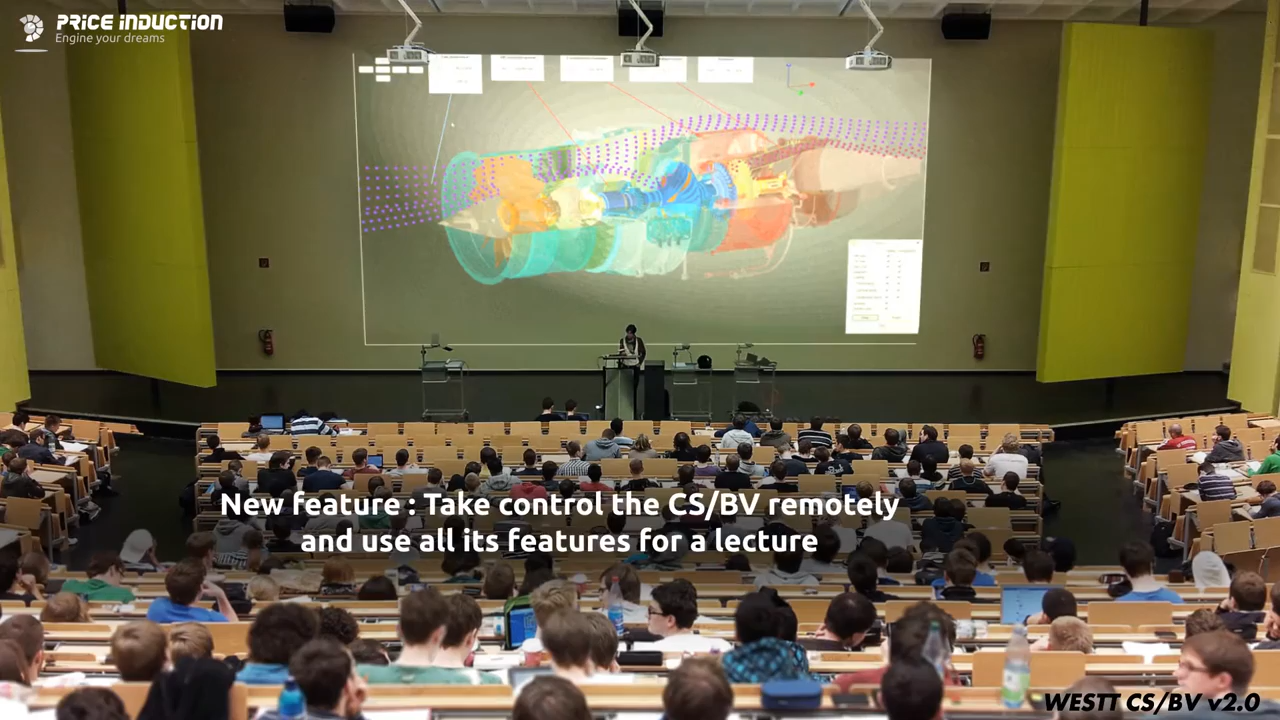 PRICE INDUCTION
Engine your dreams
New feature : Take control the CS/BV remotely
and use all its features for a lecture
WESTT CS/BV v2.0